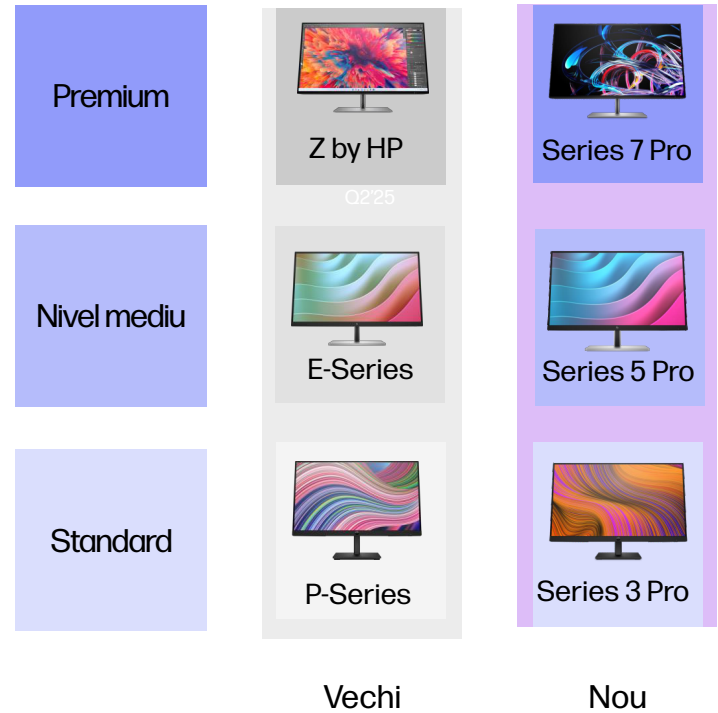 Premium
Z by HP
Series 7 Pro
Q2'25
Nivel mediu
E-Series
Series 5 Pro
Standard
P-Series
Series 3 Pro
Vechi
Nou